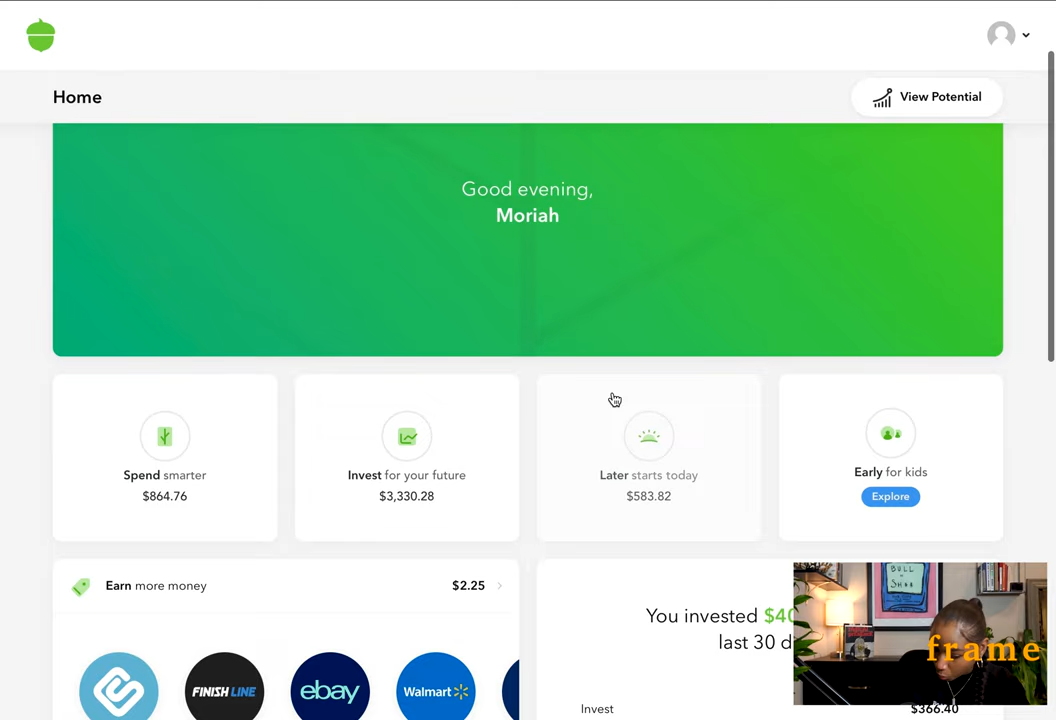 Home
View Potential
Good evening,
Moriah
Spend smarter
$864.76
Invest for your future
$3,330.28
Later starts today
$583.82
Early for kids
Explore
Earn more money
$2.25
You invested
last 30
FINISH LINE
ebay
Walmart
Invest
$366.40
BULL
frame